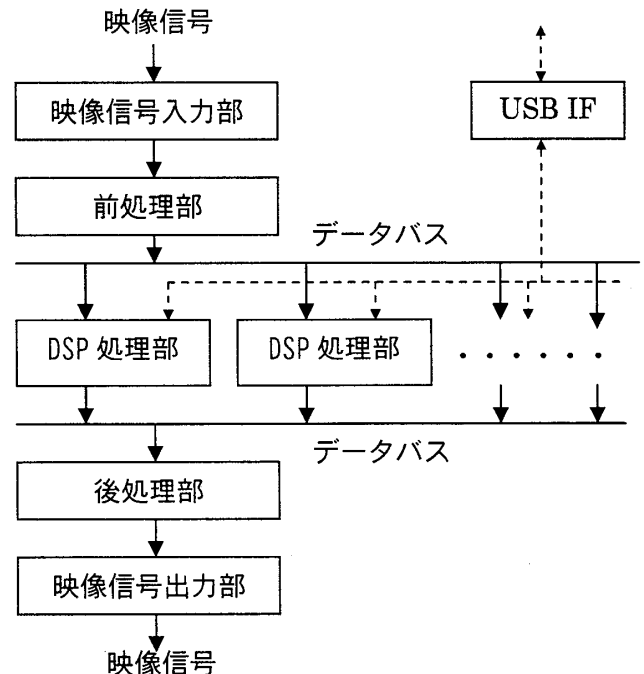 映像信号
映像信号入力部
USB IF
前処理部
データバス
DSP 処理部
DSP 処理部
・・・・・・
データバス
後処理部
映像信号出力部
映像信号